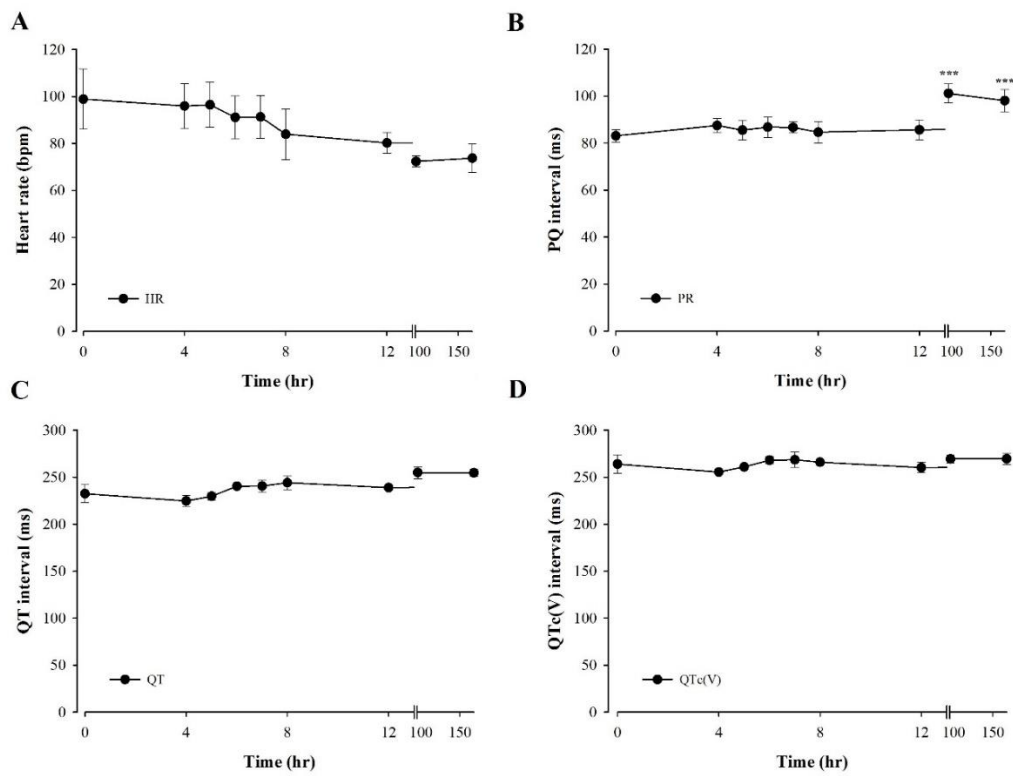 A
120
100
80
60
40
20
0
Heart rate (bpm)
HR
0 4 8 12 100 150
Time (hr)
B
120
100
80
60
40
20
0
PQ interval (ms)
***
***
PR
0 4 8 12 100 150
Time (hr)
C
300
250
200
150
100
50
0
QT interval (ms)
QT
0 4 8 12 100 150
Time (hr)
D
300
250
200
150
100
50
0
QTc(V) interval (ms)
QTc(V)
0 4 8 12 100 150
Time (hr)